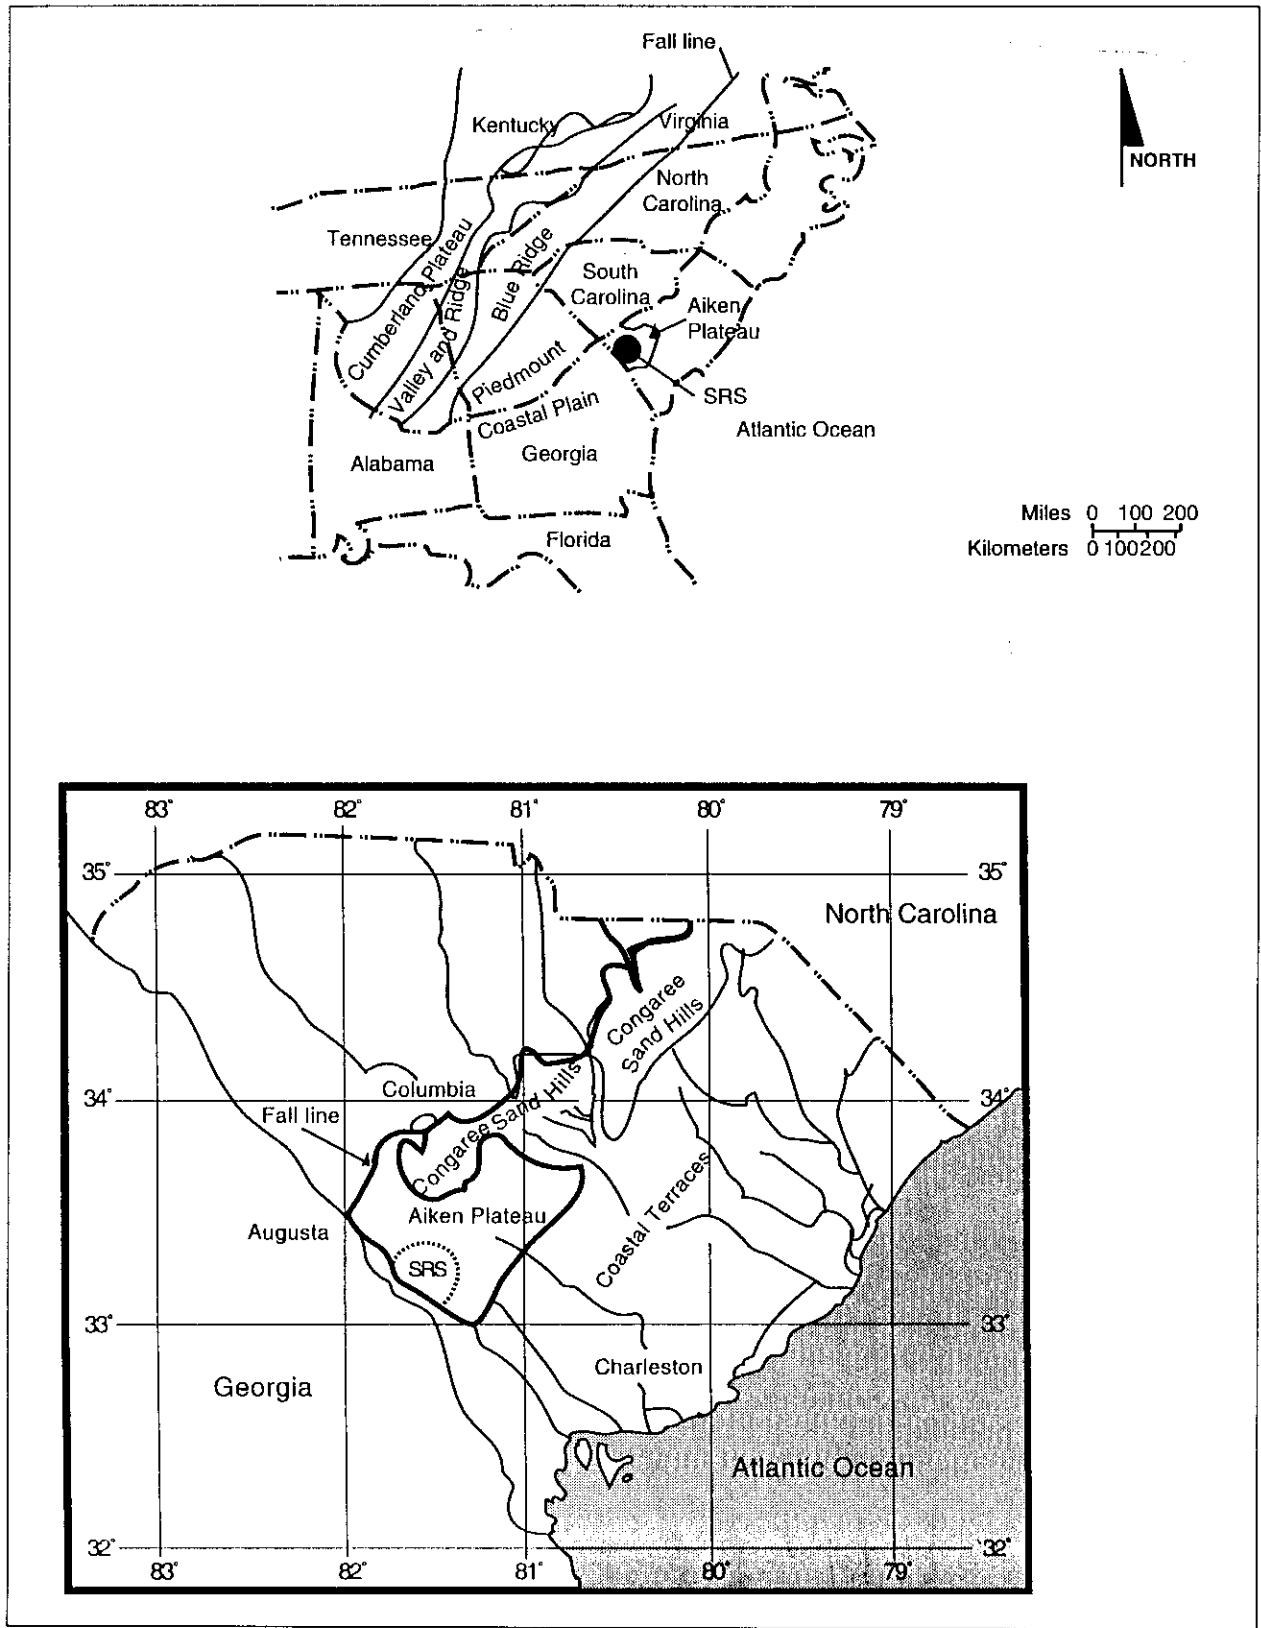 Fall line
Kentucky
Virginia
NORTH
North
Carolina
Tennessee
Cumberland Plateau
Valley and Ridge
Blue Ridge
South
Carolina
Aiken
Plateau
Piedmount
SRS
Coastal Plain
Atlantic Ocean
Alabama
Georgia
Florida
Miles 0 100 200
Kilometers 0 100 200
83° 82° 81° 80° 79°
35° 35°
North Carolina
Congaree
Sand Hills
Columbia
34° 34°
Fall line
Congaree Sand Hills
Aiken Plateau
Augusta
Coastal Terraces
SRS
33° 33°
Charleston
Georgia
Atlantic Ocean
32° 32°
83° 82° 81° 80° 79°